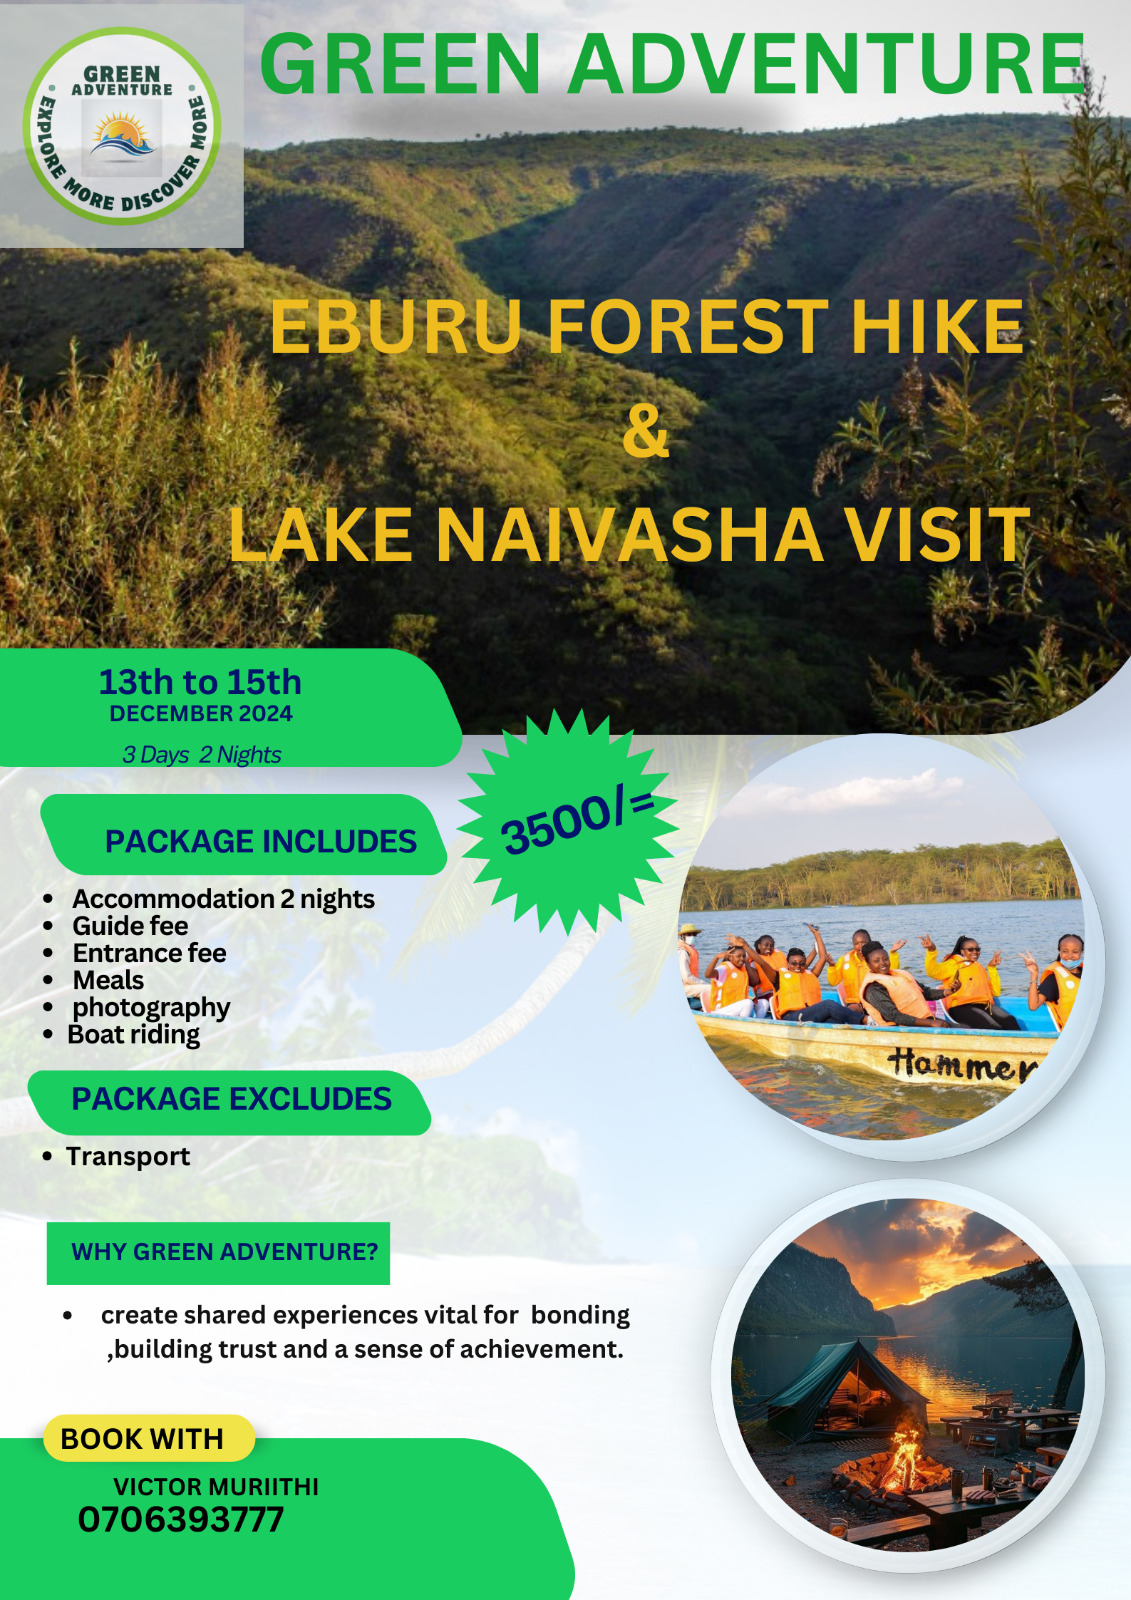 GREEN
ADVENTURE
EXPLORE MORE DISCOVER MORE
GREEN ADVENTURE
EBURU FOREST HIKE
&
LAKE NAIVASHA VISIT
13th to 15th
DECEMBER 2024
3 Days 2 Nights
3500/=
PACKAGE INCLUDES
• Accommodation 2 nights
• Guide fee
• Entrance fee
• Meals
• photography
• Boat riding
Hammer
PACKAGE EXCLUDES
• Transport
WHY GREEN ADVENTURE?
• create shared experiences vital for bonding
,building trust and a sense of achievement.
BOOK WITH
VICTOR MURIITHI
0706393777